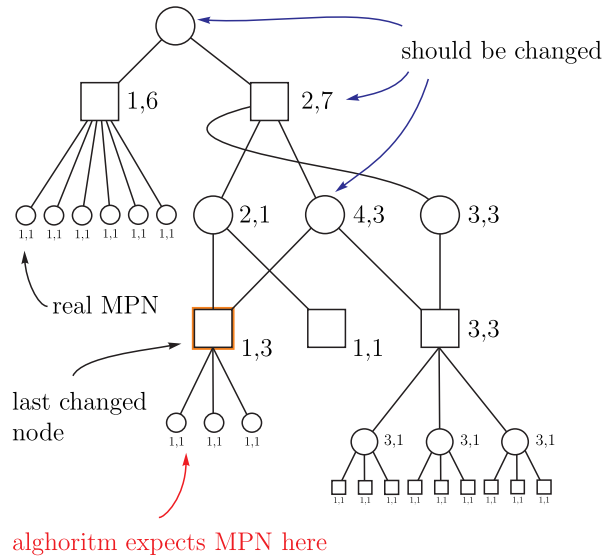 should be changed
1,6
2,7
2,1
4,3
3,3
1,1 1,1 1,1 1,1 1,1 1,1
real MPN
1,3
1,1
3,3
last changed
node
1,1 1,1 1,1
3,1 3,1 3,1
1,1 1,1 1,1 1,1 1,1 1,1 1,1 1,1 1,1
alghoritm expects MPN here